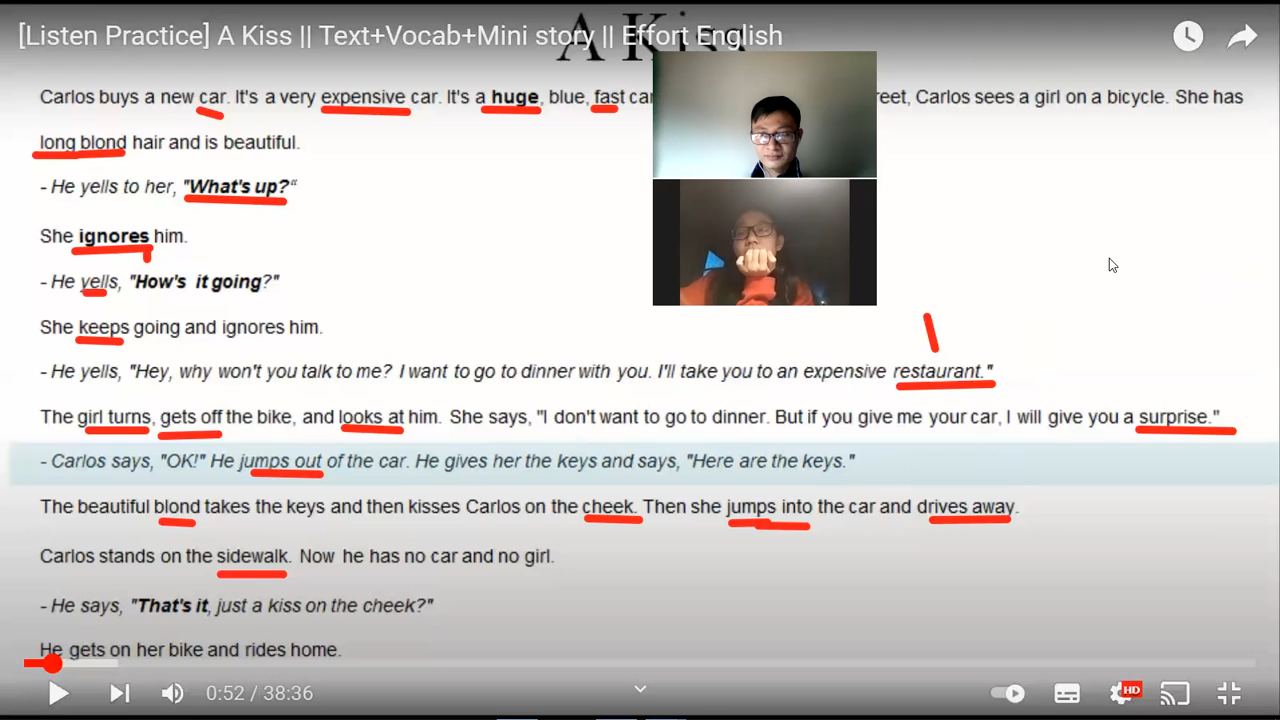 [Listen Practice] A Kiss || Text+Vocab+Mini story || Effort English
A Kiss
Carlos buys a new car. It's a very expensive car. It's a huge, blue, fast car reet, Carlos sees a girl on a bicycle. She has
long blond hair and is beautiful.
- He yells to her, "What's up?“
She ignores him.
- He yells, "How's it going?"
She keeps going and ignores him.
- He yells, "Hey, why won't you talk to me? I want to go to dinner with you. I'll take you to an expensive restaurant."
The girl turns, gets off the bike, and looks at him. She says, "I don't want to go to dinner. But if you give me your car, I will give you a surprise."
- Carlos says, "OK!" He jumps out of the car. He gives her the keys and says, "Here are the keys."
The beautiful blond takes the keys and then kisses Carlos on the cheek. Then she jumps into the car and drives away.
Carlos stands on the sidewalk. Now he has no car and no girl.
- He says, "That's it, just a kiss on the cheek?"
He gets on her bike and rides home.
0:52 / 38:36
HD